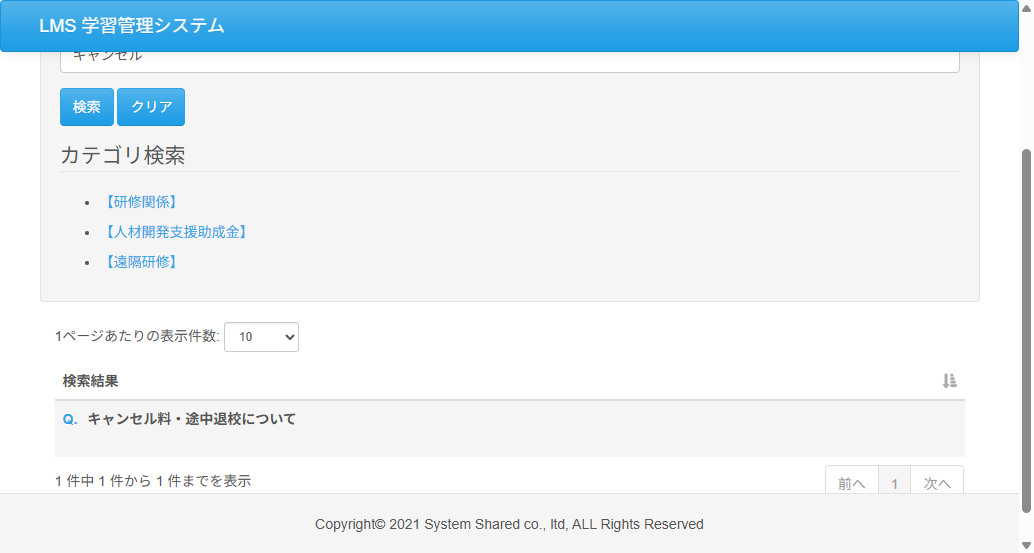 LMS 学習管理システム
キャンセル
検索 クリア
カテゴリ検索
【研修関係】
【人材開発支援助成金】
【遠隔研修】
1ページあたりの表示件数: 10
検索結果
Q. キャンセル料・途中退校について
1 件中 1 件から 1 件までを表示
前へ 1 次へ
Copyright© 2021 System Shared co., ltd, ALL Rights Reserved